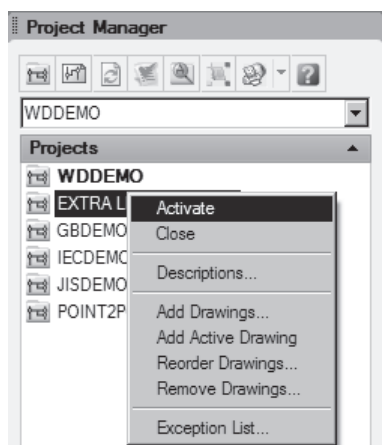 Project Manager
WDDEMO
Projects
WDDEMO
EXTRA
GBDEMO
IECDEMO
JISDEMO
Activate
Close
Descriptions...
Add Drawings...
Add Active Drawing
Reorder Drawings...
Remove Drawings...
Exception List...